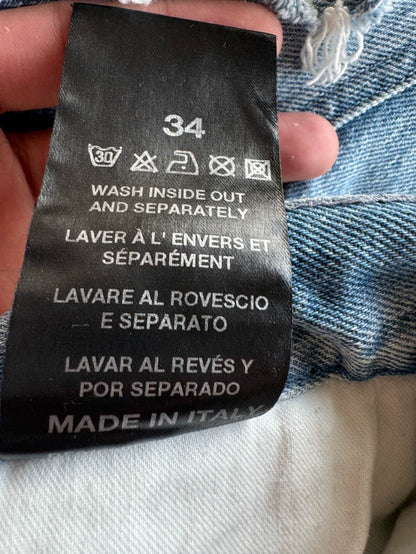 34
30
WASH INSIDE OUT
AND SEPARATELY
LAVER À L' ENVERS ET
SÉPARÉMENT
LAVARE AL ROVESCIO
E SEPARATO
LAVAR AL REVÉS Y
POR SEPARADO
MADE IN ITALY